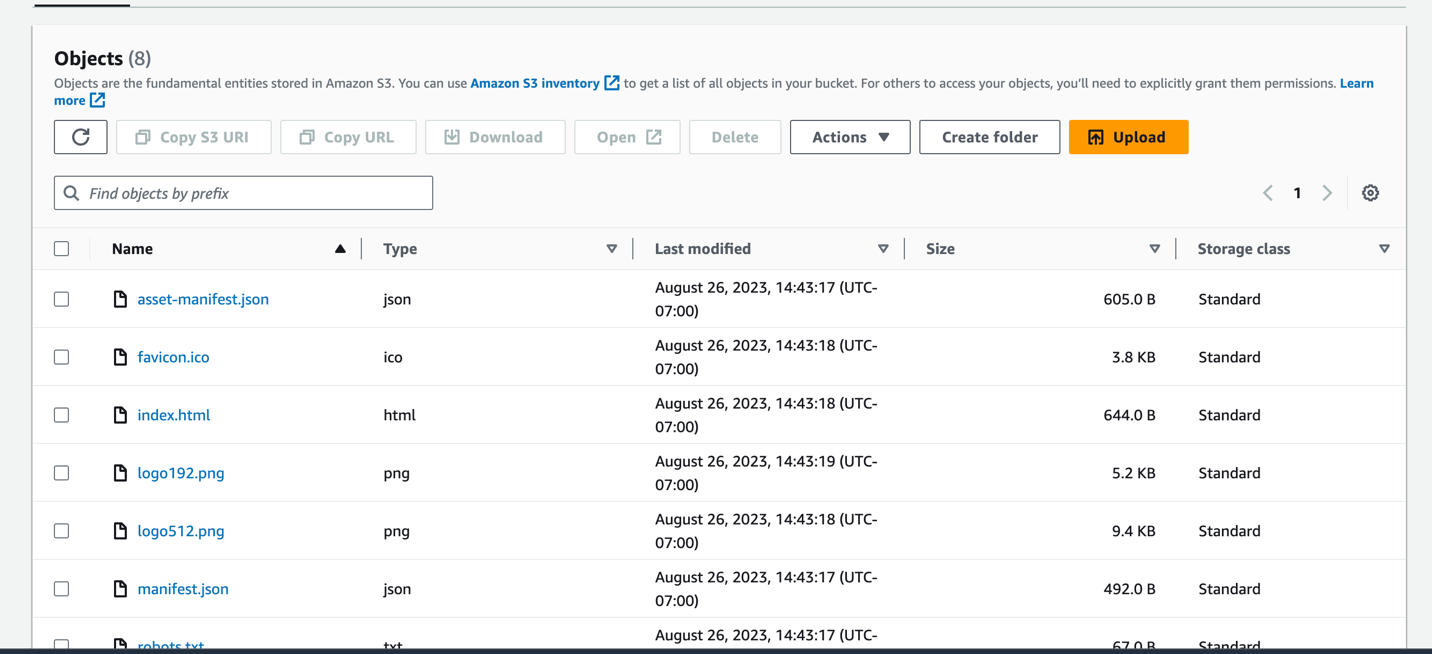 Objects (8)
Objects are the fundamental entities stored in Amazon S3. You can use Amazon S3 inventory to get a list of all objects in your bucket. For others to access your objects, you’ll need to explicitly grant them permissions. Learn
more
Copy S3 URI Copy URL Download Open Delete Actions Create folder Upload
Find objects by prefix 1
Name Type Last modified Size Storage class
asset-manifest.json json August 26, 2023, 14:43:17 (UTC-
07:00) 605.0 B Standard
favicon.ico ico August 26, 2023, 14:43:18 (UTC-
07:00) 3.8 KB Standard
index.html html August 26, 2023, 14:43:18 (UTC-
07:00) 644.0 B Standard
logo192.png png August 26, 2023, 14:43:19 (UTC-
07:00) 5.2 KB Standard
logo512.png png August 26, 2023, 14:43:18 (UTC-
07:00) 9.4 KB Standard
manifest.json json August 26, 2023, 14:43:17 (UTC-
07:00) 492.0 B Standard
robots.txt txt August 26, 2023, 14:43:17 (UTC-
67.0 B Standard